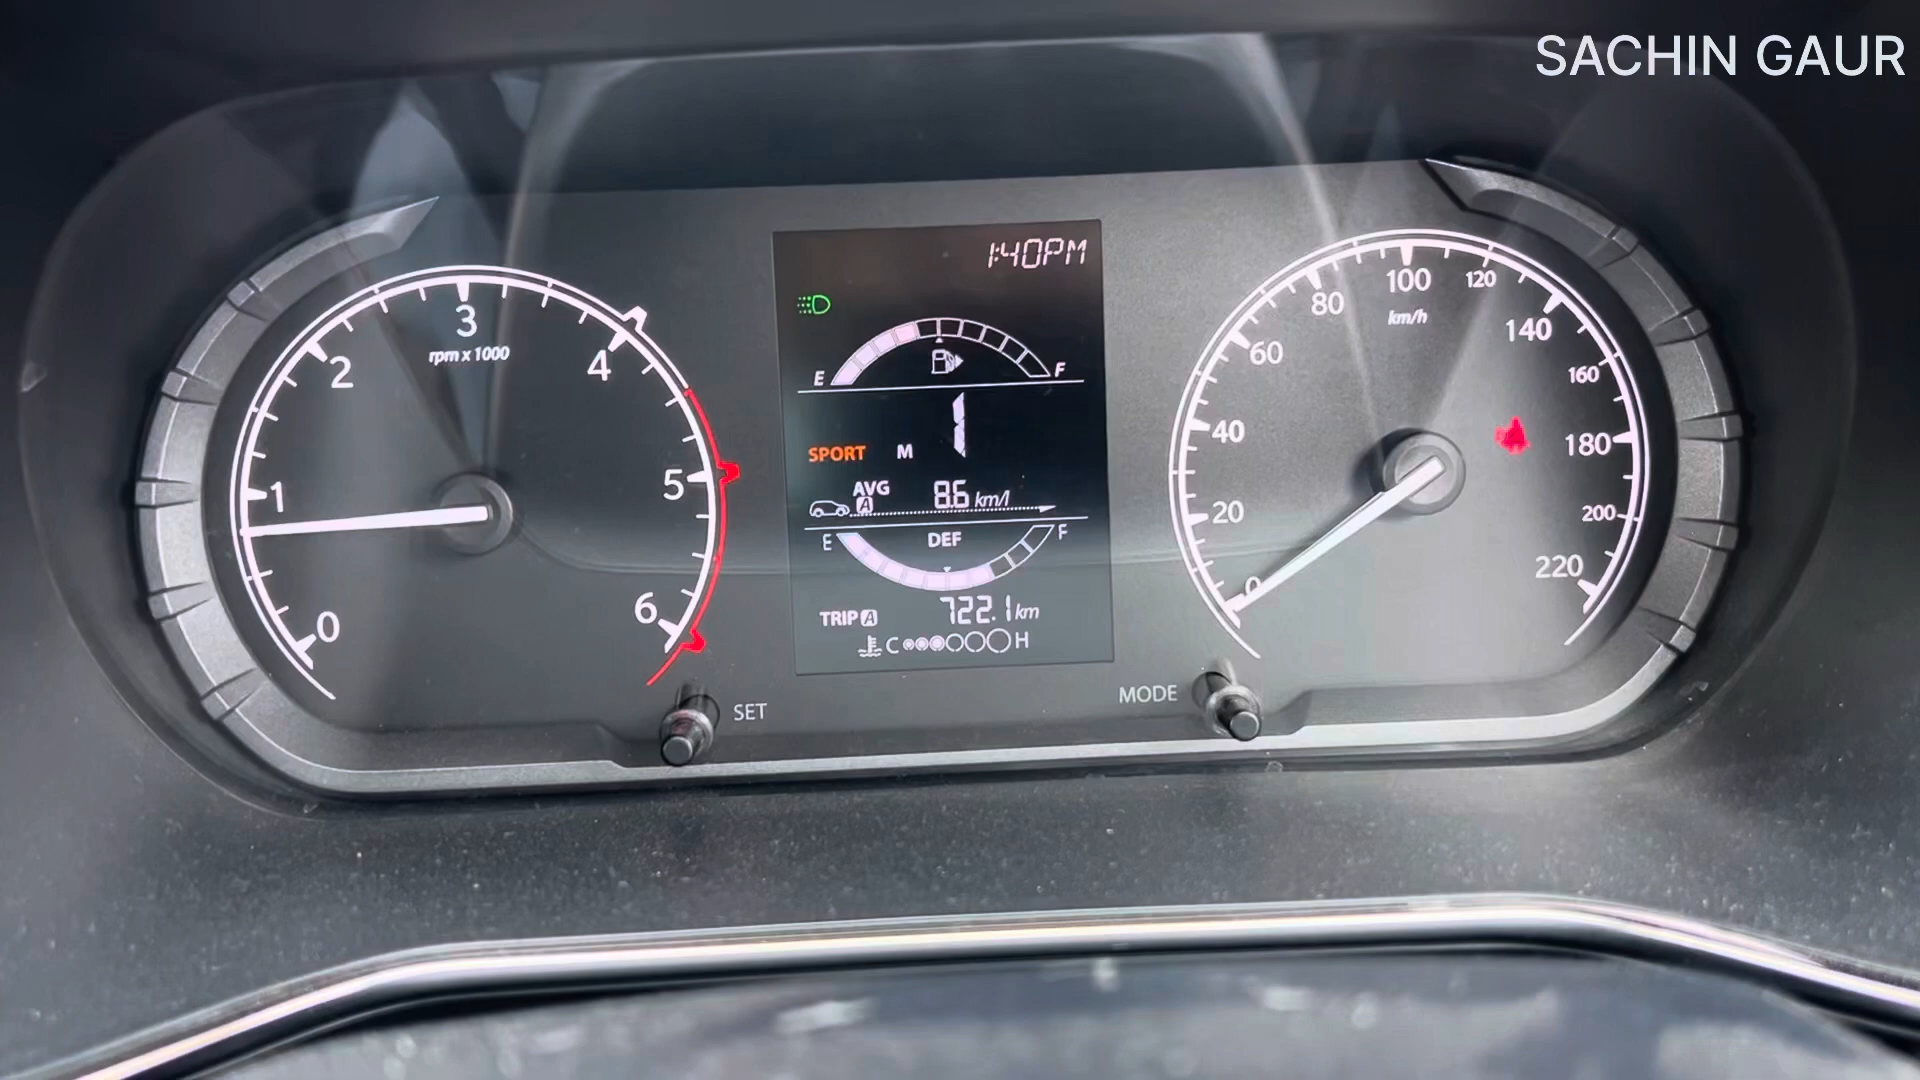 SACHIN GAUR
1:40PM
0 1 2 3 4 5 6
rpm x 1000
E F
1
SPORT M
AVG A 8.6 km/l
E DEF F
TRIP A 722.1 km
C H
SET
MODE
0 20 40 60 80 100 120 140 160 180 200 220
km/h